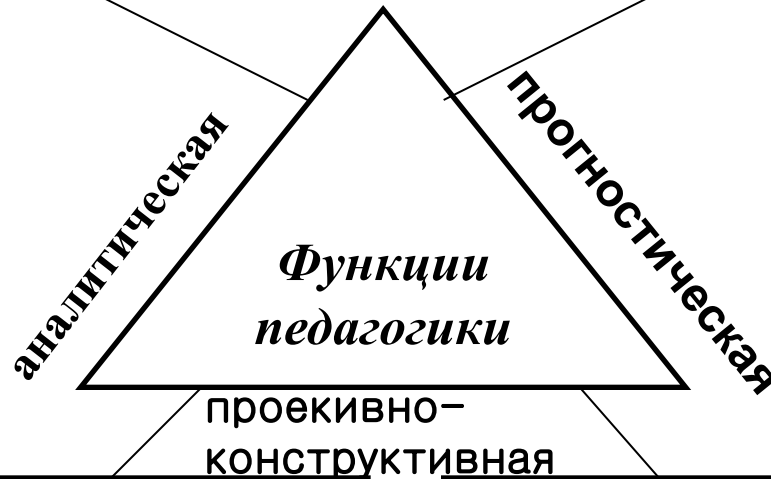 аналитическая
прогностическая
Функции
педагогики
проекивно-
конструктивная